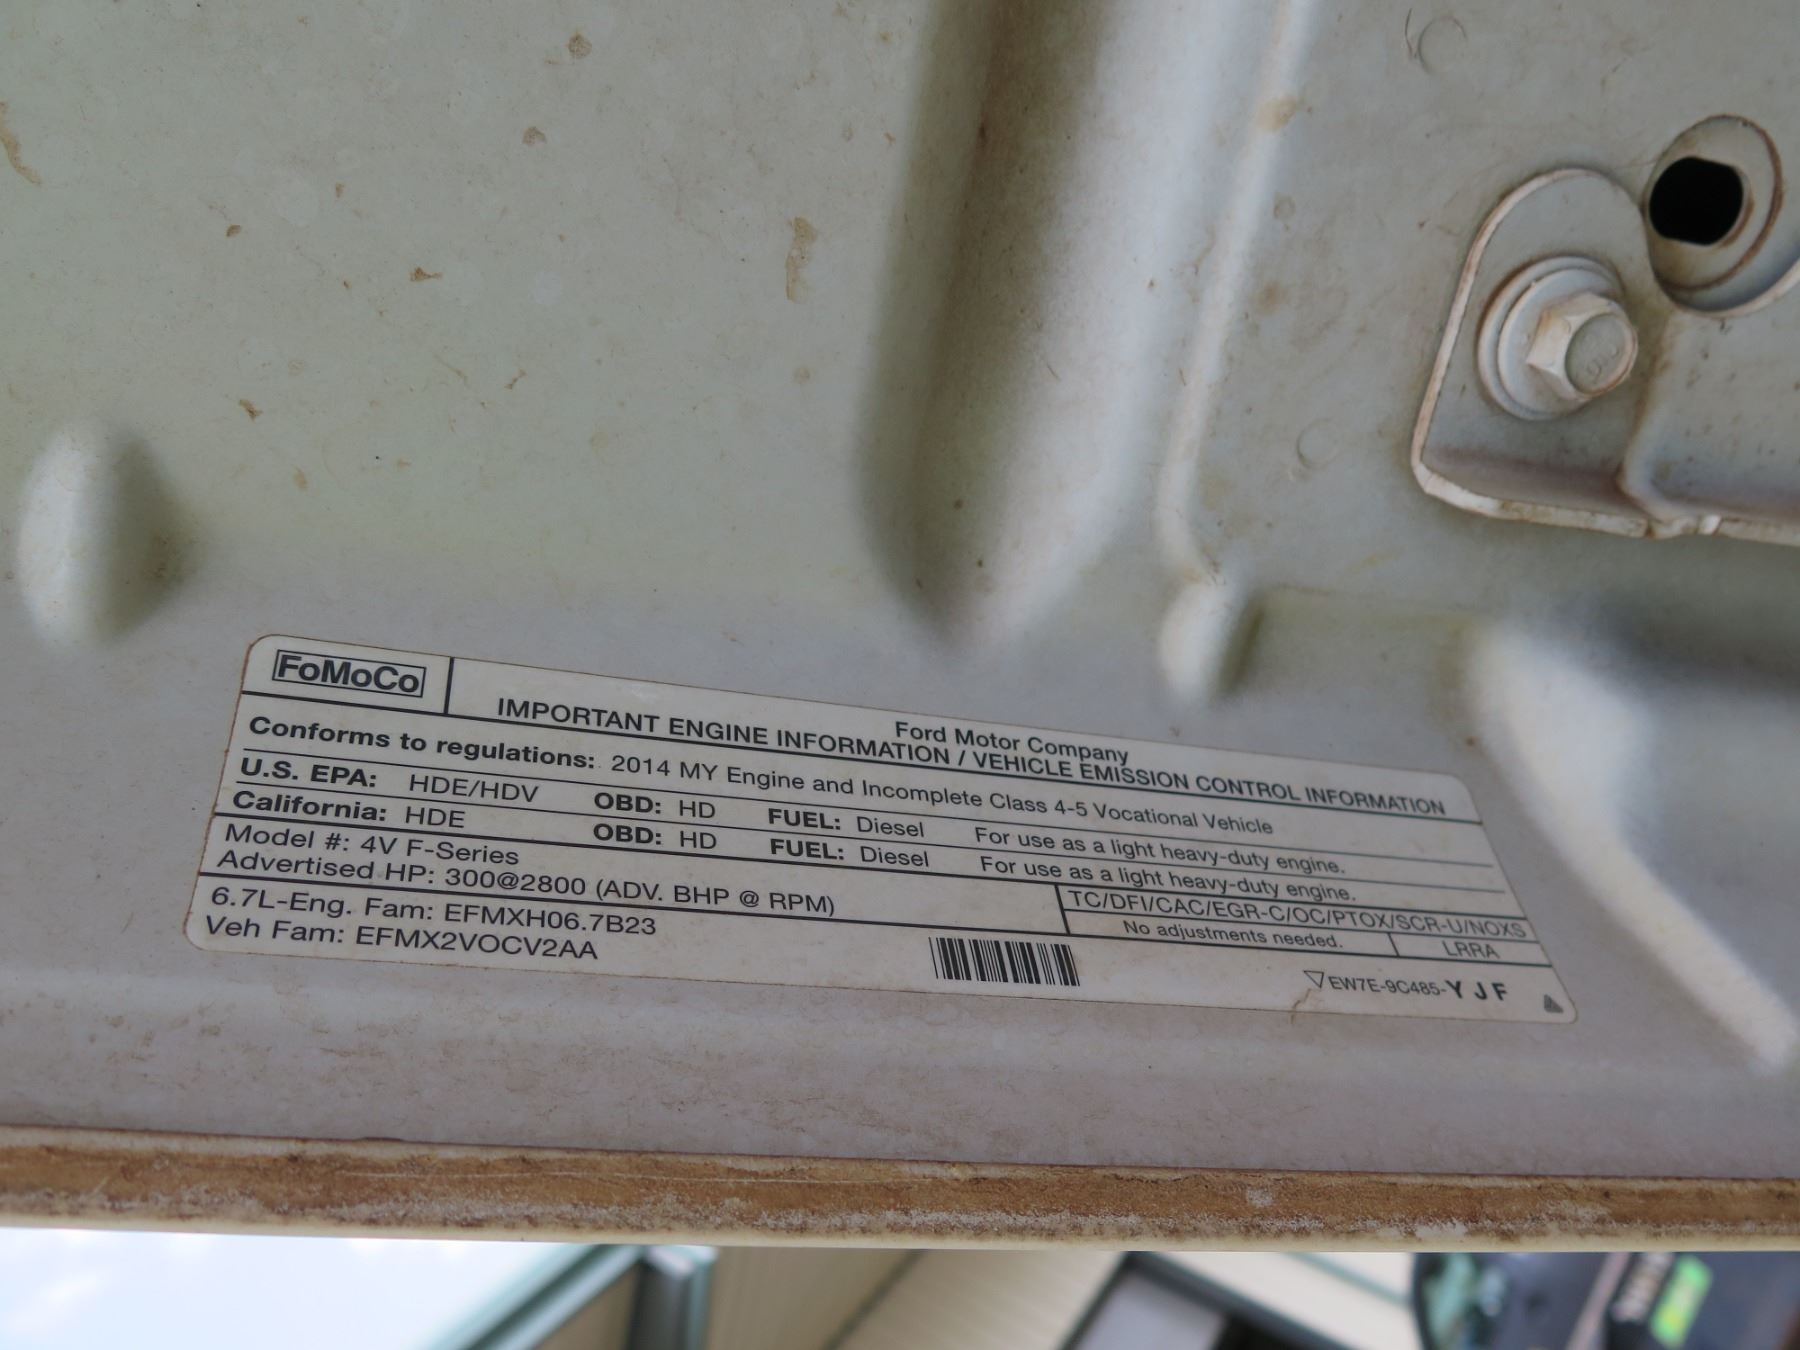 FoMoCo
Ford Motor Company
IMPORTANT ENGINE INFORMATION / VEHICLE EMISSION CONTROL INFORMATION
Conforms to regulations: 2014 MY Engine and Incomplete Class 4-5 Vocational Vehicle
U.S. EPA: HDE/HDV OBD: HD FUEL: Diesel For use as a light heavy-duty engine.
California: HDE OBD: HD FUEL: Diesel For use as a light heavy-duty engine.
Model #: 4V F-Series
Advertised HP: 300@2800 (ADV. BHP @ RPM)
TC/DFI/CAC/EGR-C/OC/PTOX/SCR-U/NOXS
6.7L-Eng. Fam: EFMXH06.7B23
No adjustments needed. LRRA
Veh Fam: EFMX2VOCV2AA
EW7E-9C485-Y J F